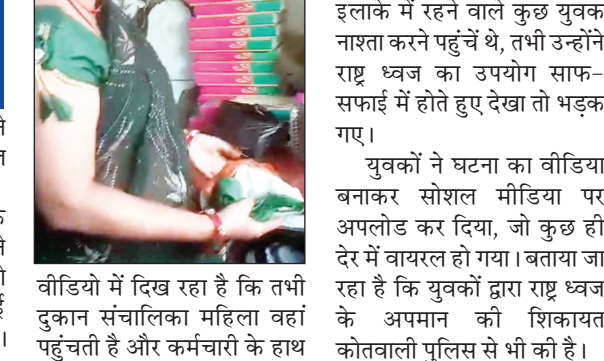 वीडियो में दिख रहा है कि तभी
दुकान संचालिका महिला वहां
पहुंचती है और कर्मचारी के हाथ
इलाके में रहने वाले कुछ युवक
नाश्ता करने पहुंचें थे, तभी उन्होंने
राष्ट्र ध्वज का उपयोग साफ-
सफाई में होते हुए देखा तो भड़क
गए।
युवकों ने घटना का वीडिया
बनाकर सोशल मीडिया पर
अपलोड कर दिया, जो कुछ ही
देर में वायरल हो गया। बताया जा
रहा है कि युवकों द्वारा राष्ट्र ध्वज
के अपमान की शिकायत
कोतवाली पुलिस से भी की है।